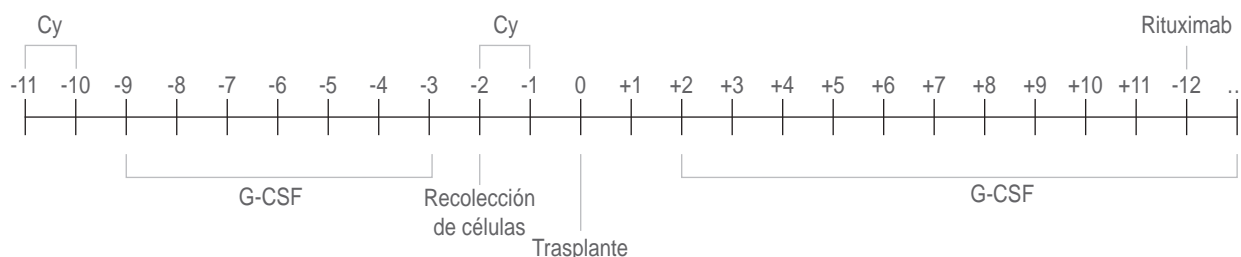 Cy Cy Rituximab
-11 -10 -9 -8 -7 -6 -5 -4 -3 -2 -1 0 +1 +2 +3 +4 +5 +6 +7 +8 +9 +10 +11 -12 ..
G-CSF Recolección G-CSF
de células
Trasplante